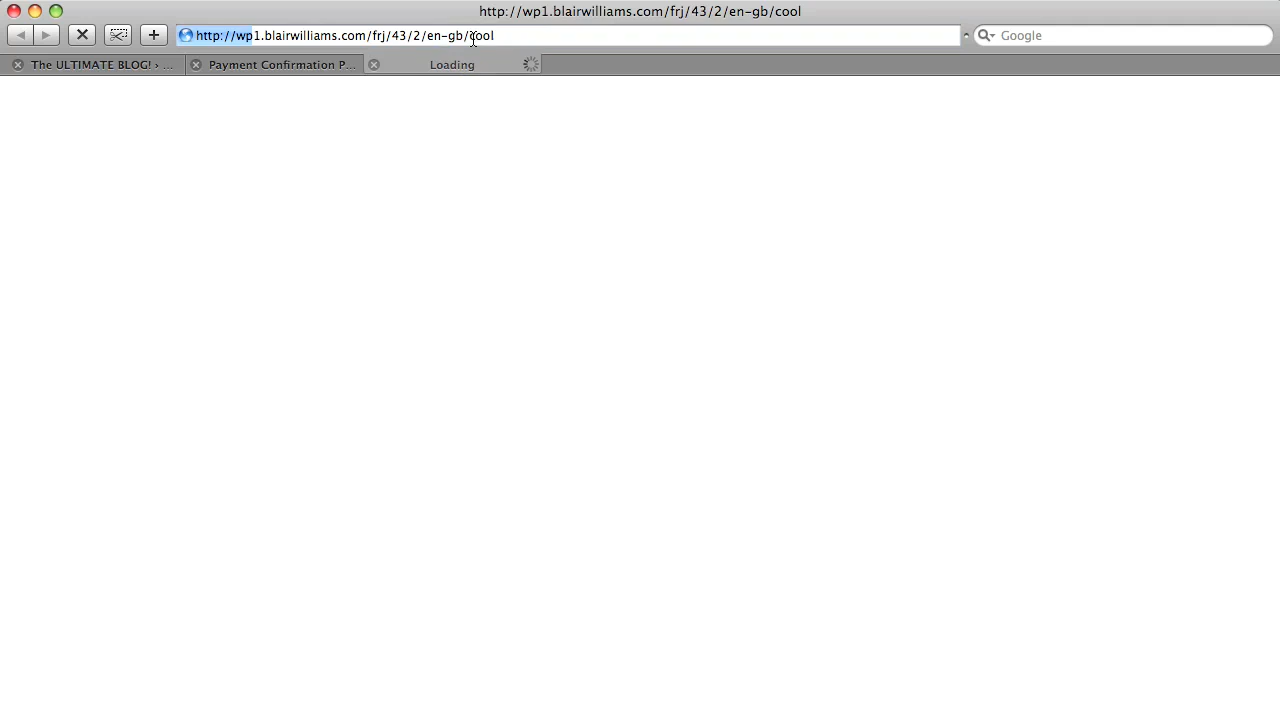 http://wp1.blairwilliams.com/frj/43/2/en-gb/cool
http://wp1.blairwilliams.com/frj/43/2/en-gb/cool
Google
The ULTIMATE BLOG! › ...
Payment Confirmation P...
Loading